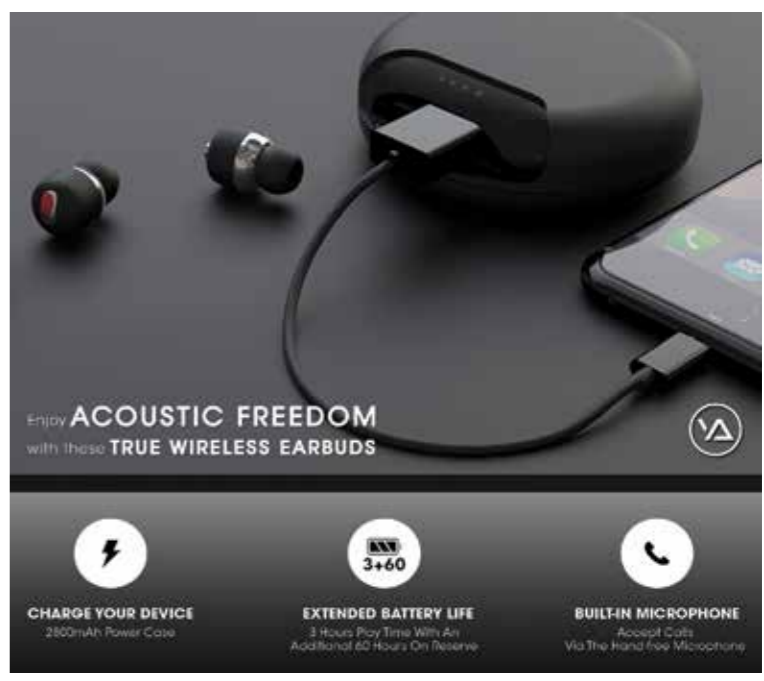 Enjoy ACOUSTIC FREEDOM
with these TRUE WIRELESS EARBUDS
3+60
CHARGE YOUR DEVICE
2800mAh Power Case
EXTENDED BATTERY LIFE
3 Hours Play Time With An
Additional 60 Hours On Reserve
BUILT-IN MICROPHONE
Accept Calls
Via The Hand free Microphone